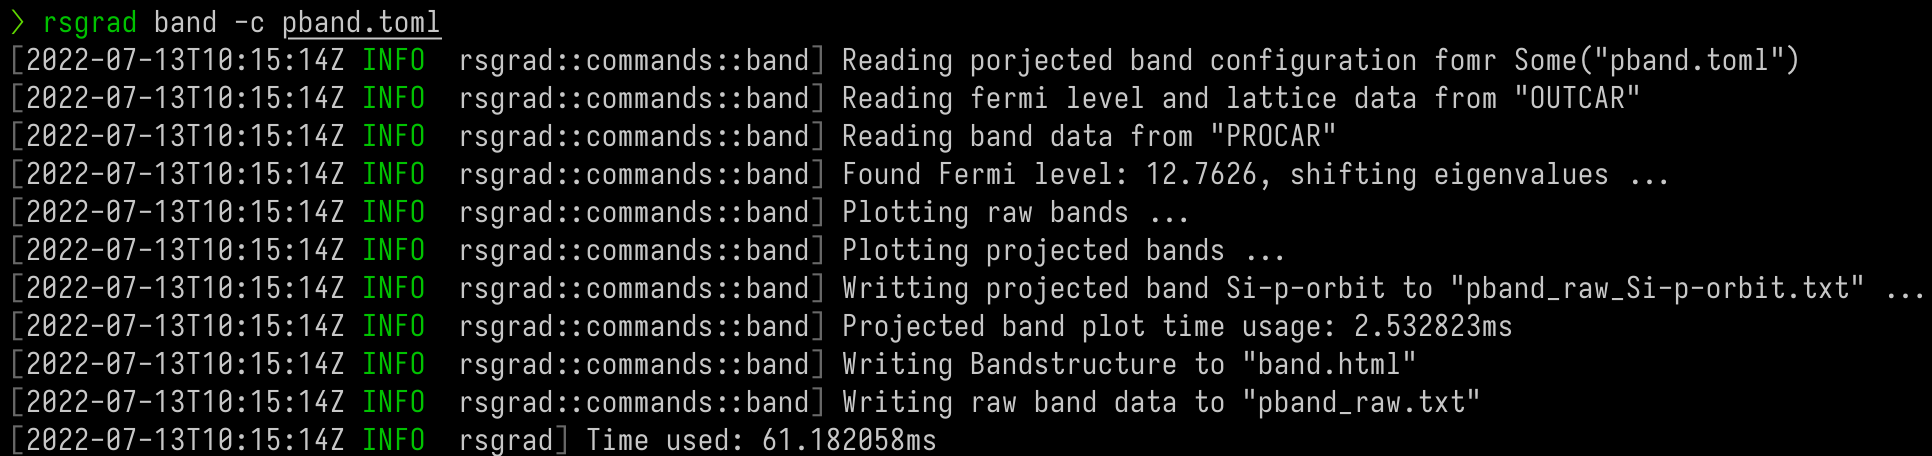 ❯ rsgrad band -c pband.toml
[2022-07-13T10:15:14Z INFO  rsgrad::commands::band] Reading porjected band configuration fomr Some("pband.toml")
[2022-07-13T10:15:14Z INFO  rsgrad::commands::band] Reading fermi level and lattice data from "OUTCAR"
[2022-07-13T10:15:14Z INFO  rsgrad::commands::band] Reading band data from "PROCAR"
[2022-07-13T10:15:14Z INFO  rsgrad::commands::band] Found Fermi level: 12.7626, shifting eigenvalues ...
[2022-07-13T10:15:14Z INFO  rsgrad::commands::band] Plotting raw bands ...
[2022-07-13T10:15:14Z INFO  rsgrad::commands::band] Plotting projected bands ...
[2022-07-13T10:15:14Z INFO  rsgrad::commands::band] Writting projected band Si-p-orbit to "pband_raw_Si-p-orbit.txt" ...
[2022-07-13T10:15:14Z INFO  rsgrad::commands::band] Projected band plot time usage: 2.532823ms
[2022-07-13T10:15:14Z INFO  rsgrad::commands::band] Writing Bandstructure to "band.html"
[2022-07-13T10:15:14Z INFO  rsgrad::commands::band] Writing raw band data to "pband_raw.txt"
[2022-07-13T10:15:14Z INFO  rsgrad] Time used: 61.182058ms